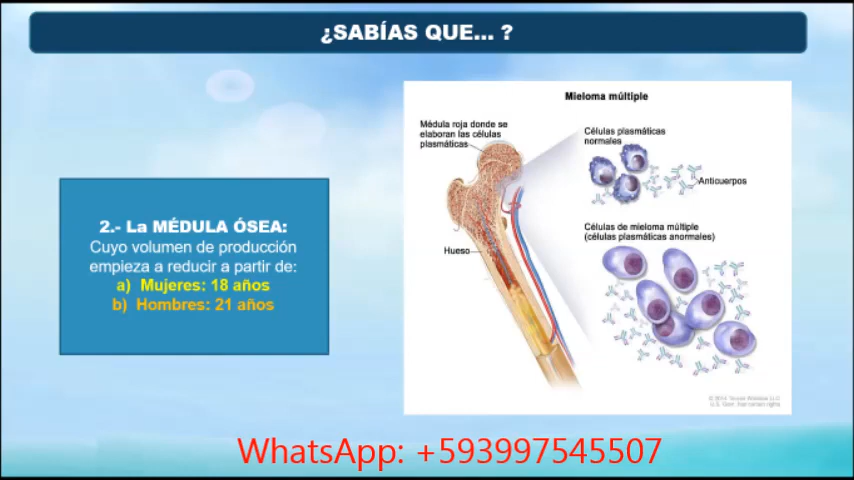 ¿SABÍAS QUE... ?
2.- La MÉDULA ÓSEA:
Cuyo volumen de producción
empieza a reducir a partir de:
a) Mujeres: 18 años
b) Hombres: 21 años
Mieloma múltiple
Médula roja donde se
elaboran las células
plasmáticas
Células plasmáticas
normales
Anticuerpos
Células de mieloma múltiple
(células plasmáticas anormales)
Hueso
WhatsApp: +593997545507